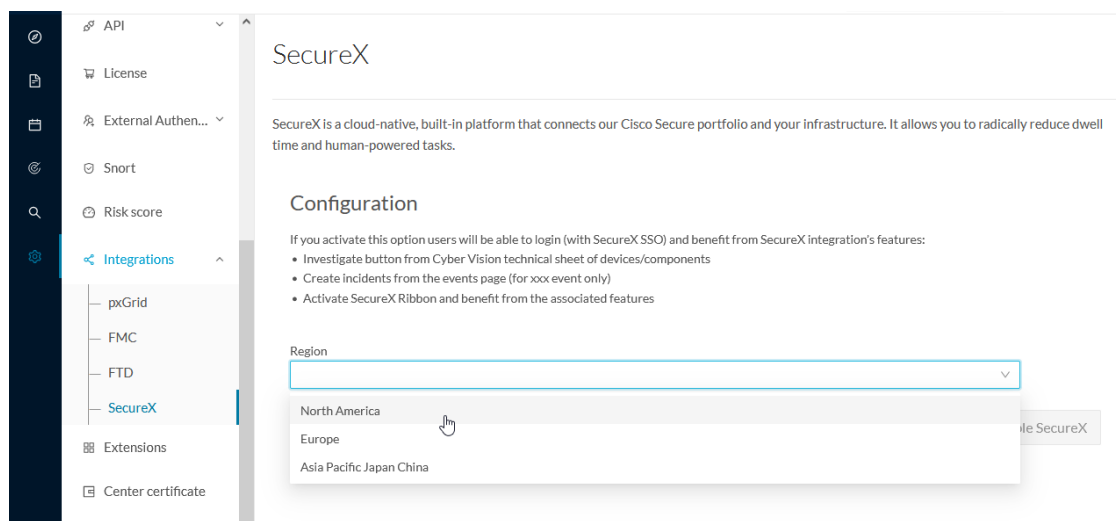 API
License
External Authen...
Snort
Risk score
Integrations
pxGrid
FMC
FTD
SecureX
Extensions
Center certificate
SecureX
SecureX is a cloud-native, built-in platform that connects our Cisco Secure portfolio and your infrastructure. It allows you to radically reduce dwell
time and human-powered tasks.
Configuration
If you activate this option users will be able to login (with SecureX SSO) and benefit from SecureX integration's features:
• Investigate button from Cyber Vision technical sheet of devices/components
• Create incidents from the events page (for xxx event only)
• Activate SecureX Ribbon and benefit from the associated features
Region
North America
Europe
Asia Pacific Japan China
SecureX